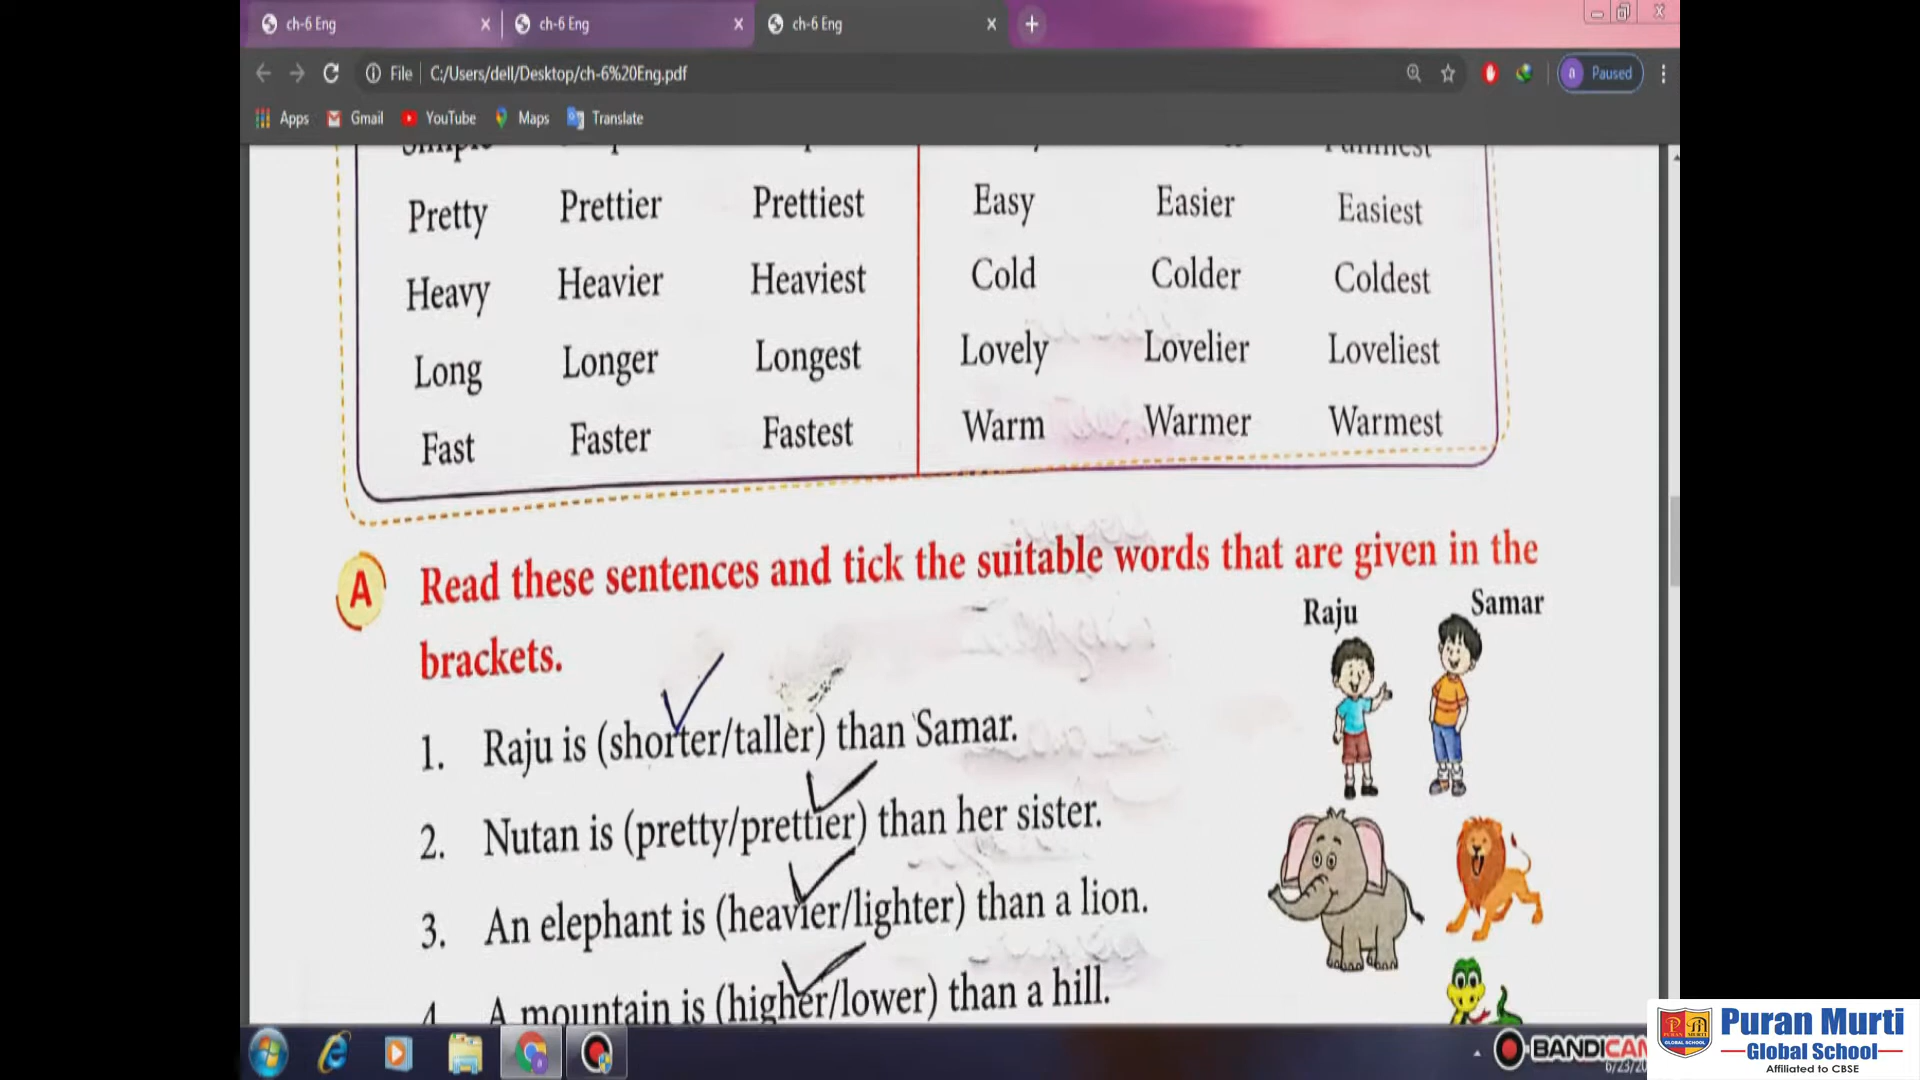 ch-6 Eng
ch-6 Eng
ch-6 Eng
File C:/Users/dell/Desktop/ch-6%20Eng.pdf
a Paused
Apps Gmail YouTube Maps Translate
Pretty Prettier Prettiest Easy Easier Easiest
Heavy Heavier Heaviest Cold Colder Coldest
Long Longer Longest Lovely Lovelier Loveliest
Fast Faster Fastest Warm Warmer Warmest
A Read these sentences and tick the suitable words that are given in the
brackets.
Raju Samar
1. Raju is (shorter/taller) than Samar.
2. Nutan is (pretty/prettier) than her sister.
3. An elephant is (heavier/lighter) than a lion.
4. A mountain is (higher/lower) than a hill.
BANDICAM
Puran Murti
Global School
Affiliated to CBSE